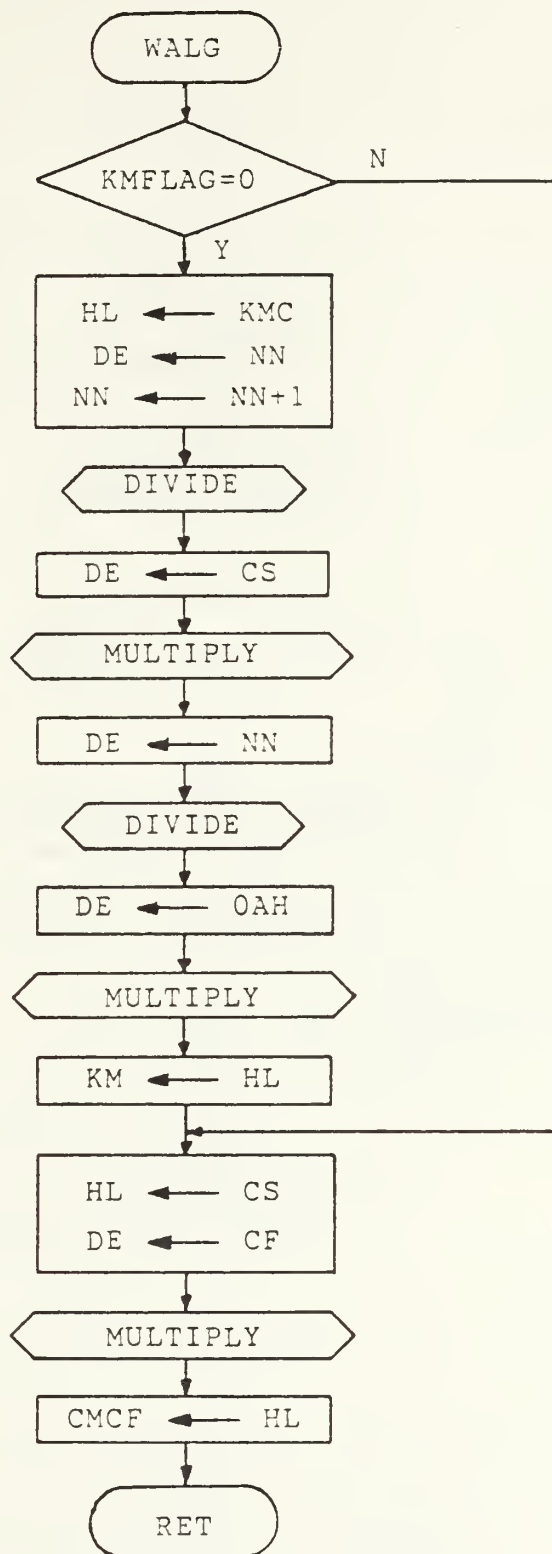 WALG
KMFLAG=0
N
Y
HL ← KMC
DE ← NN
NN ← NN+1
DIVIDE
DE ← CS
MULTIPLY
DE ← NN
DIVIDE
DE ← 0AH
MULTIPLY
KM ← HL
HL ← CS
DE ← CF
MULTIPLY
CMCF ← HL
RET